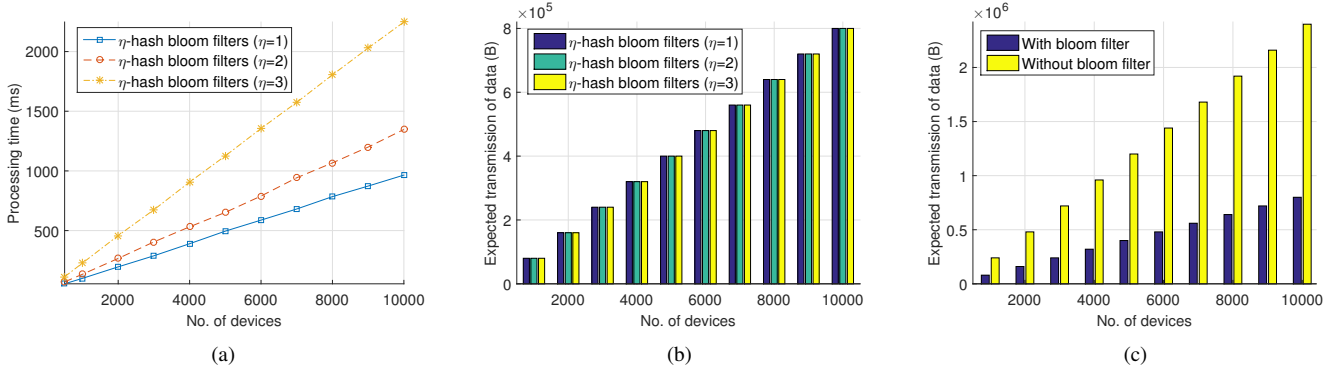 2000
1500
1000
500
Processing time (ms)
η-hash bloom filters (η=1)
η-hash bloom filters (η=2)
η-hash bloom filters (η=3)
2000 4000 6000 8000 10000
No. of devices
(a)
×10⁵
8
6
4
2
0
Expected transmission of data (B)
η-hash bloom filters (η=1)
η-hash bloom filters (η=2)
η-hash bloom filters (η=3)
2000 4000 6000 8000 10000
No. of devices
(b)
×10⁶
2
1.5
1
0.5
0
Expected transmission of data (B)
With bloom filter
Without bloom filter
2000 4000 6000 8000 10000
No. of devices
(c)